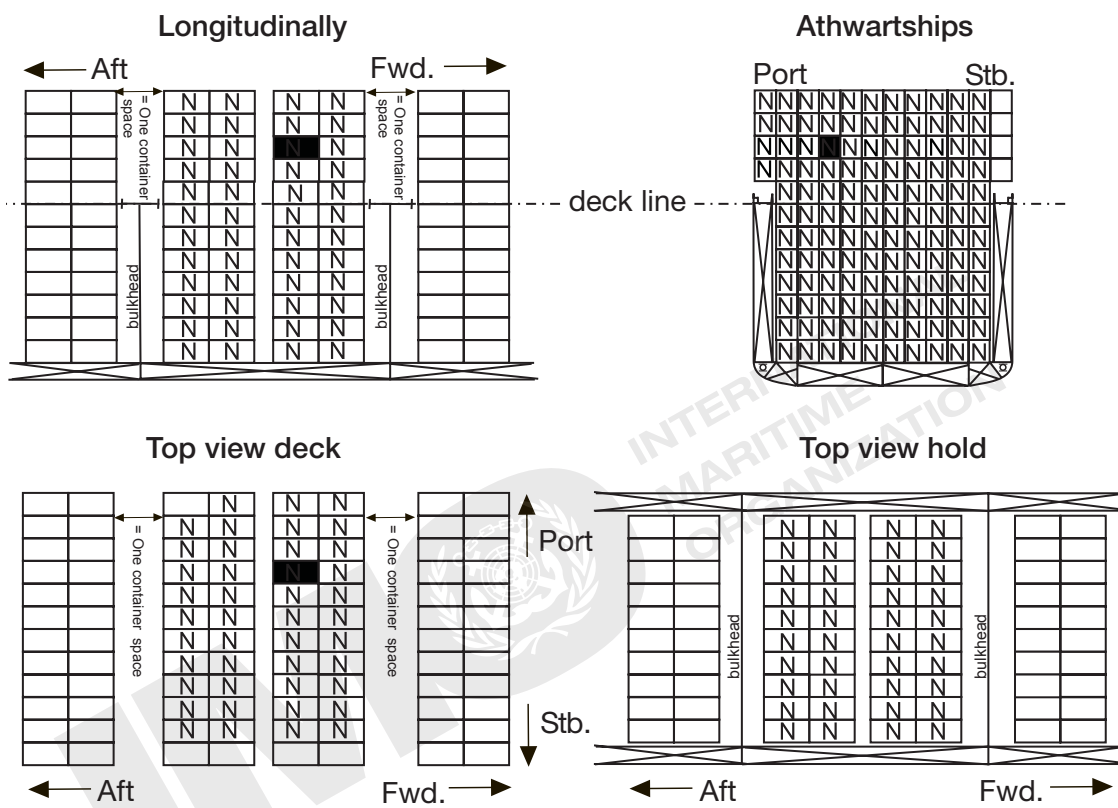 Longitudinally
Aft
Fwd.
= One container space
= One container space
N N N N
N N N N
N N N N
N N N N
N N N N
N N N N
N N N N
N N N N
N N N N
N N N N
N N N N
N N N N
bulkhead
bulkhead
deck line
Athwartships
Port
Stb.
N N N N N N N N N N N
N N N N N N N N N N N
N N N N N N N N N N N
N N N N N N N N N N N
N N N N N N N N N N
N N N N N N N N N N
N N N N N N N N N N
N N N N N N N N N N
N N N N N N N N N N
N N N N N N N N N N
N N N N N N N N N N
N N N N N N N N N N
Top view deck
= One container space
= One container space
N N N
N N N N
N N N N
N N N N
N N N N
N N N N
N N N N
N N N N
N N N N
N N N N
N N N N
Port
Stb.
Aft
Fwd.
Top view hold
N N N N
N N N N
N N N N
N N N N
N N N N
N N N N
N N N N
N N N N
N N N N
N N N N
bulkhead
bulkhead
Aft
Fwd.
MARITIME
ORGANIZATION